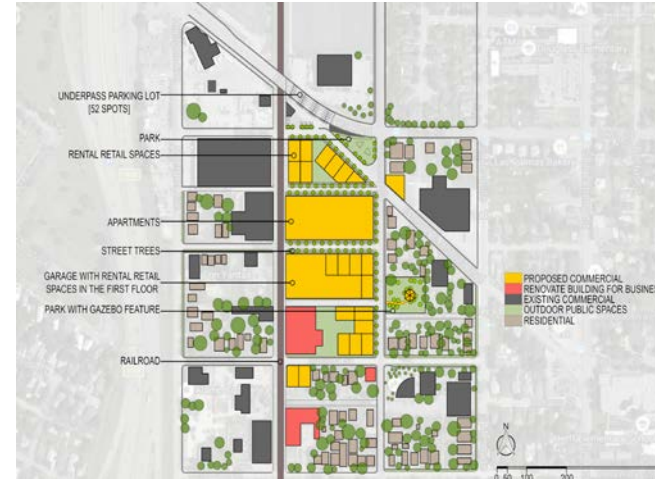 UNDERPASS PARKING LOT
[52 SPOTS]
PARK
RENTAL RETAIL SPACES
APARTMENTS
STREET TREES
GARAGE WITH RENTAL RETAIL
SPACES IN THE FIRST FLOOR
PARK WITH GAZEBO FEATURE
RAILROAD
PROPOSED COMMERCIAL
RENOVATE BUILDING FOR BUSINE
EXISTING COMMERCIAL
OUTDOOR PUBLIC SPACES
RESIDENTIAL
N
0 50 100 200